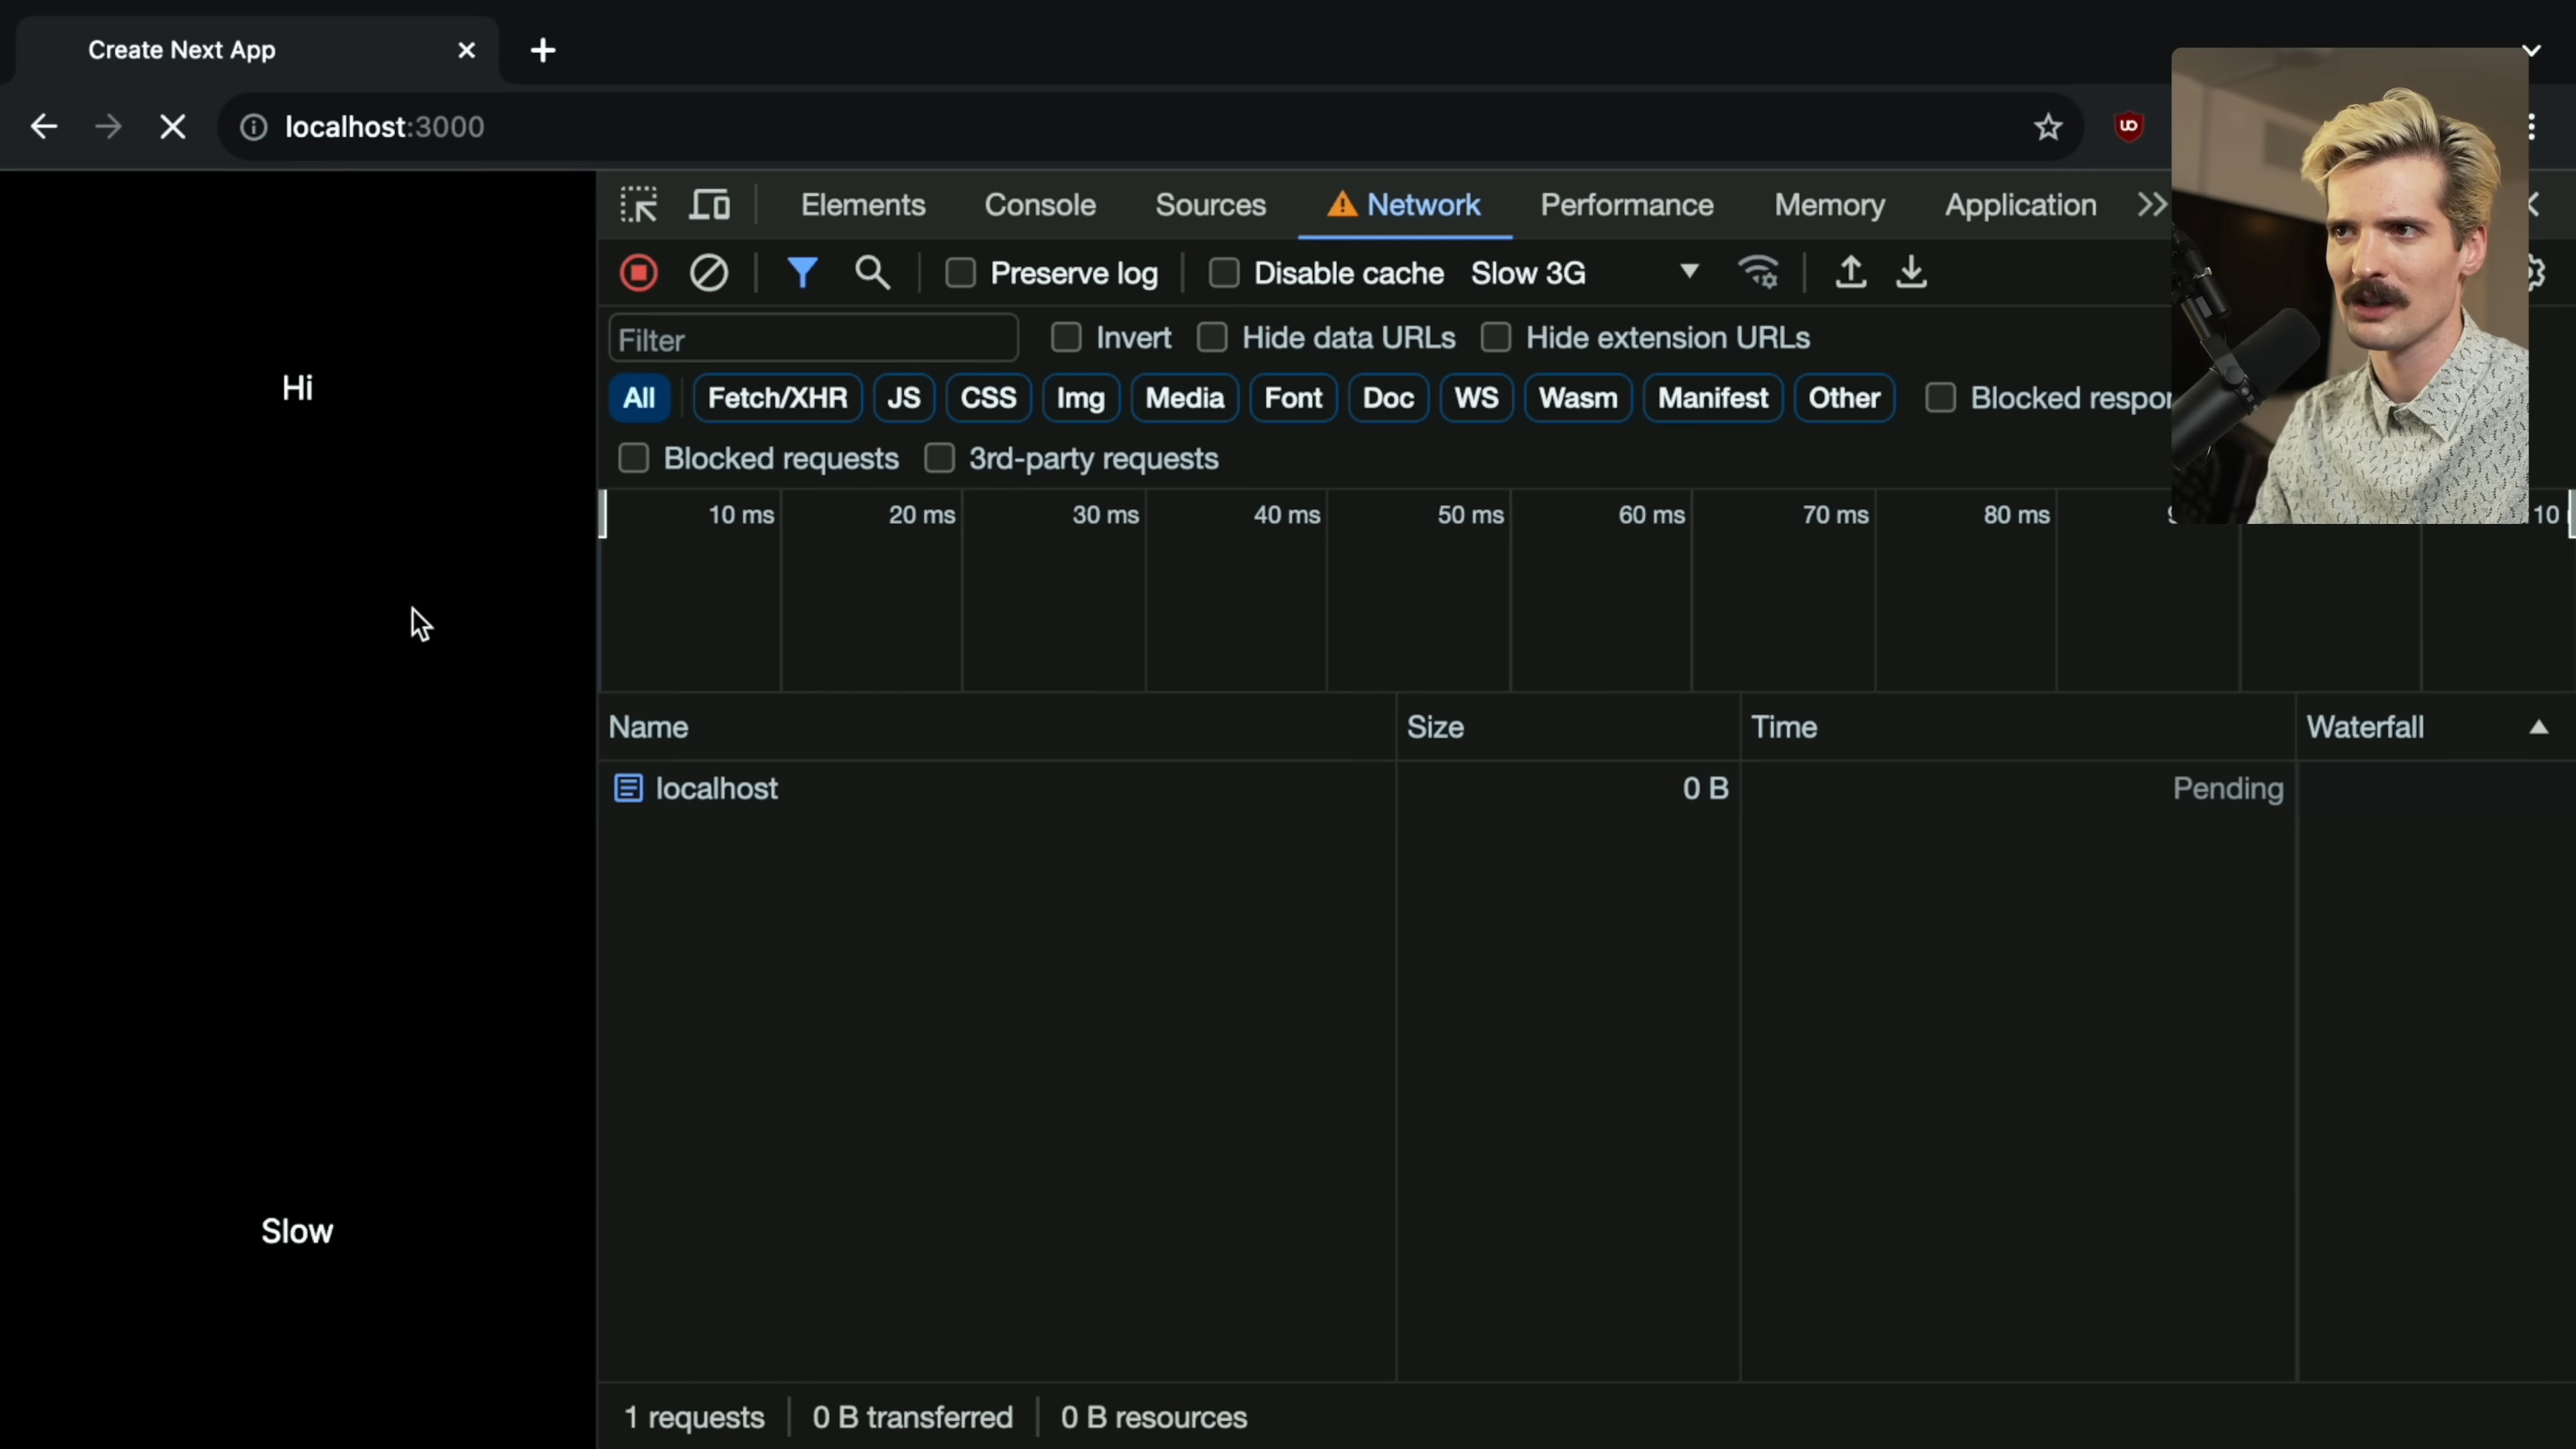 Create Next App
localhost:3000
Elements Console Sources Network Performance Memory Application
Preserve log Disable cache Slow 3G
Filter Invert Hide data URLs Hide extension URLs
All Fetch/XHR JS CSS Img Media Font Doc WS Wasm Manifest Other Blocked
Blocked requests 3rd-party requests
10 ms 20 ms 30 ms 40 ms 50 ms 60 ms 70 ms 80 ms
Name Size Time Waterfall
localhost 0 B Pending
1 requests 0 B transferred 0 B resources
Hi
Slow